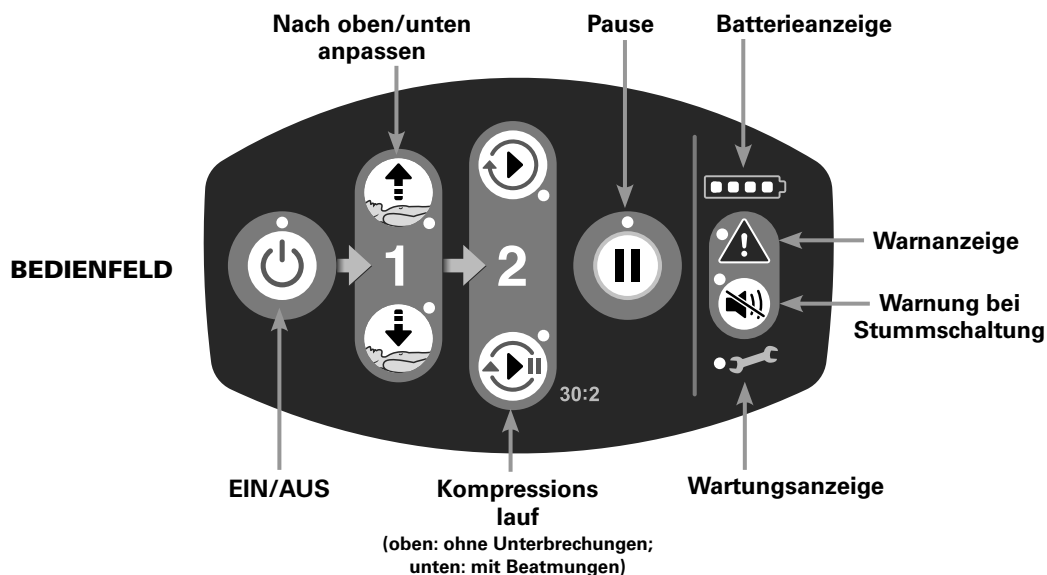 Nach oben/unten
anpassen
Pause
Batterieanzeige
BEDIENFELD
1
2
30:2
Warnanzeige
Warnung bei
Stummschaltung
EIN/AUS
Kompressions
lauf
(oben: ohne Unterbrechungen;
unten: mit Beatmungen)
Wartungsanzeige